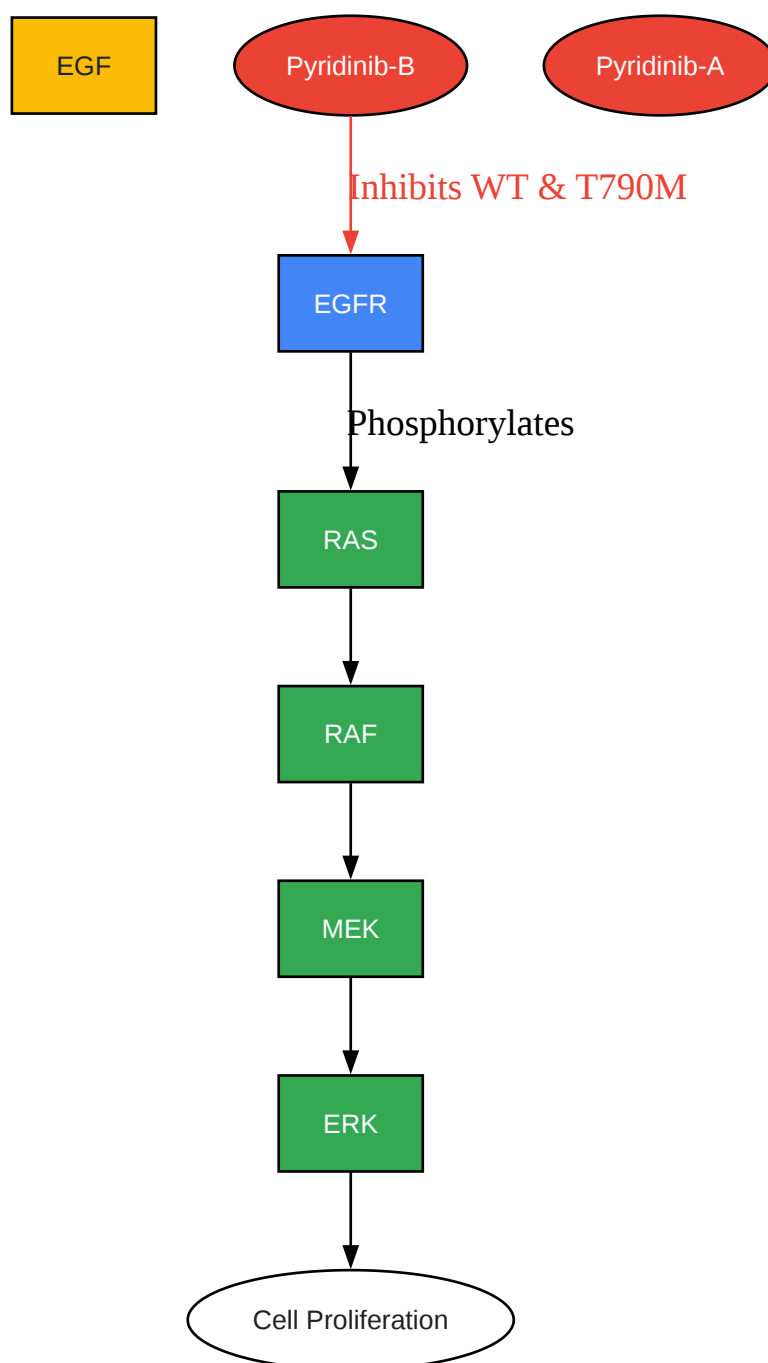 EGF
Pyridinib-B
Pyridinib-A
Inhibits WT & T790M
EGFR
Phosphorylates
RAS
RAF
MEK
ERK
Cell Proliferation